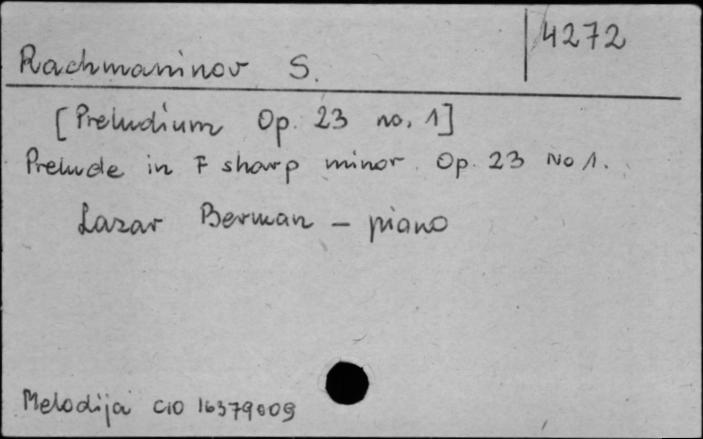 4272
Rachmaninov S.
[Preludium Op. 23 no. 1]
Prelude in F sharp minor. Op. 23 No 1.
Lazar Berman – piano
Melodija C10 16379009